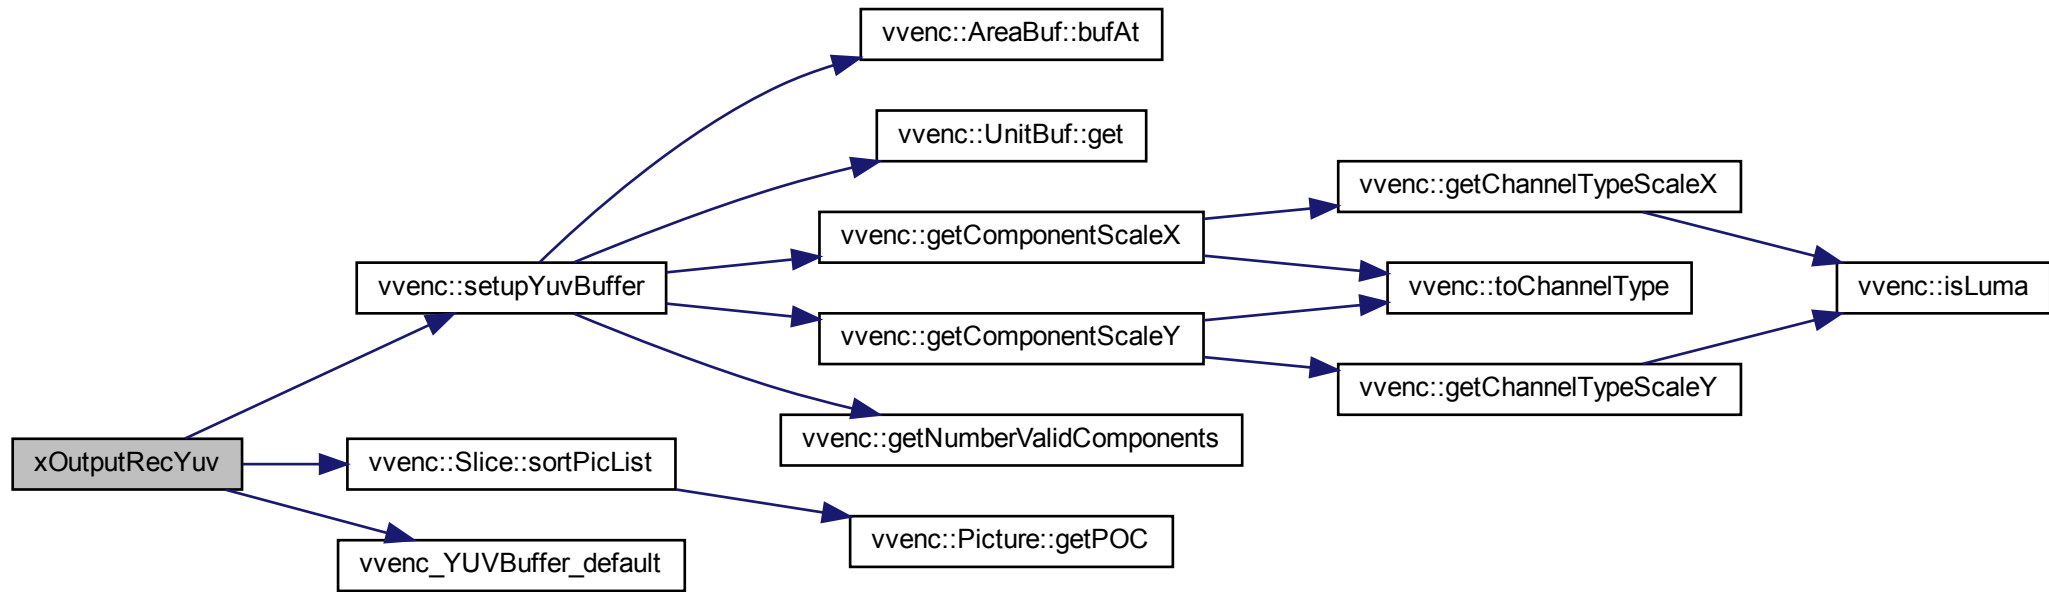 vvenc::AreaBuf::bufAt
vvenc::UnitBuf::get
vvenc::getChannelTypeScaleX
vvenc::getComponentScaleX
vvenc::setupYuvBuffer
vvenc::toChannelType
vvenc::isLuma
vvenc::getComponentScaleY
vvenc::getChannelTypeScaleY
vvenc::getNumberValidComponents
xOutputRecYuv
vvenc::Slice::sortPicList
vvenc::Picture::getPOC
vvenc_YUVBuffer_default